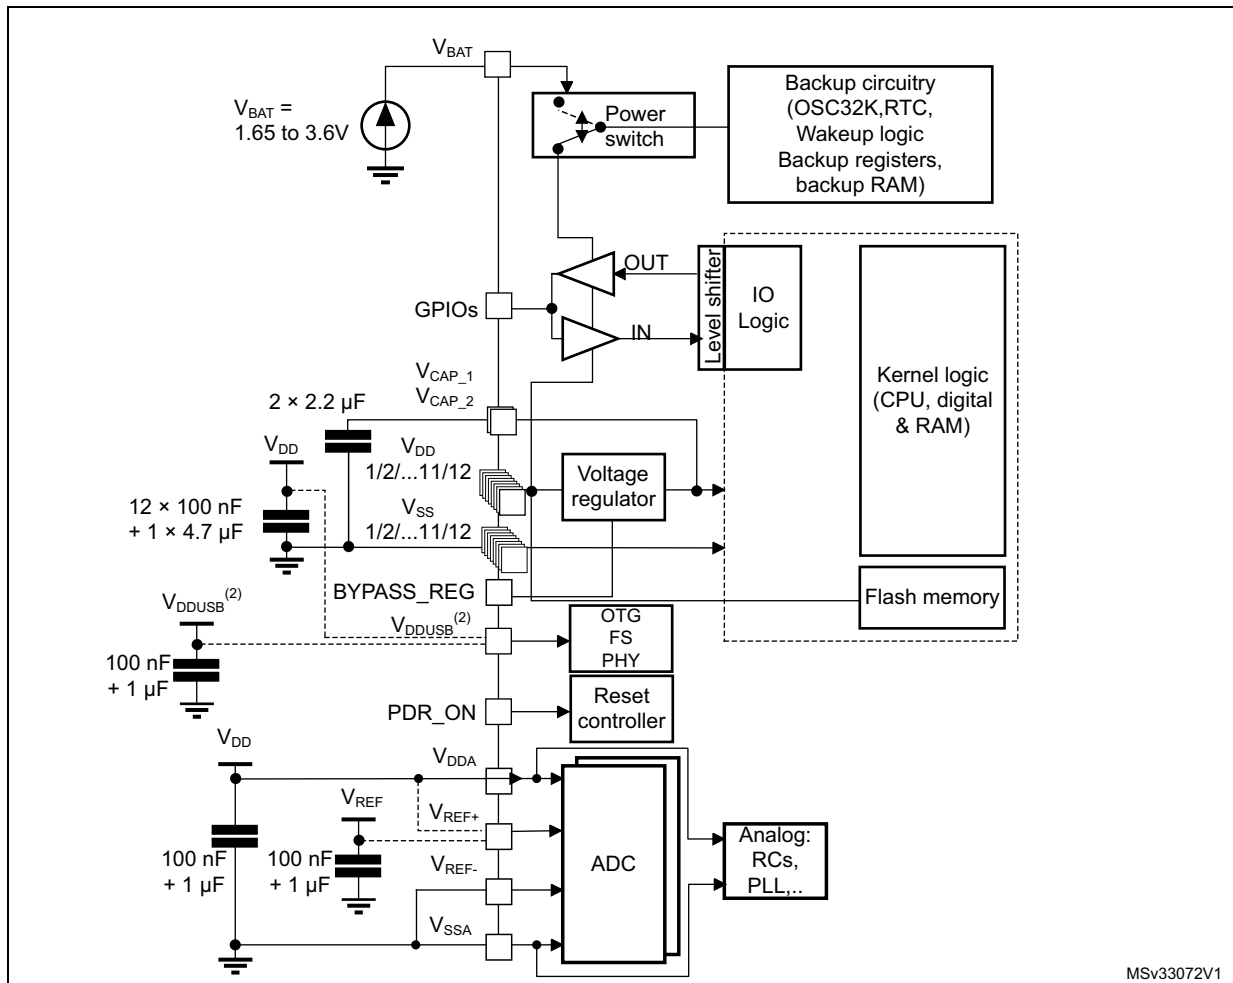 VBAT
VBAT =
1.65 to 3.6V
Power
switch
Backup circuitry
(OSC32K,RTC,
Wakeup logic
Backup registers,
backup RAM)
OUT
GPIOs
IN
Level shifter
IO
Logic
Kernel logic
(CPU, digital
& RAM)
VCAP_1
VCAP_2
2 × 2.2 µF
VDD
VDD
1/2/...11/12
Voltage
regulator
12 × 100 nF
+ 1 × 4.7 µF
VSS
1/2/...11/12
BYPASS_REG
Flash memory
VDDUSB(2)
VDDUSB(2)
OTG
FS
PHY
100 nF
+ 1 µF
PDR_ON
Reset
controller
VDD
VDDA
VREF
VREF+
100 nF
+ 1 µF
100 nF
+ 1 µF
VREF-
ADC
Analog:
RCs,
PLL,..
VSSA
MSv33072V1